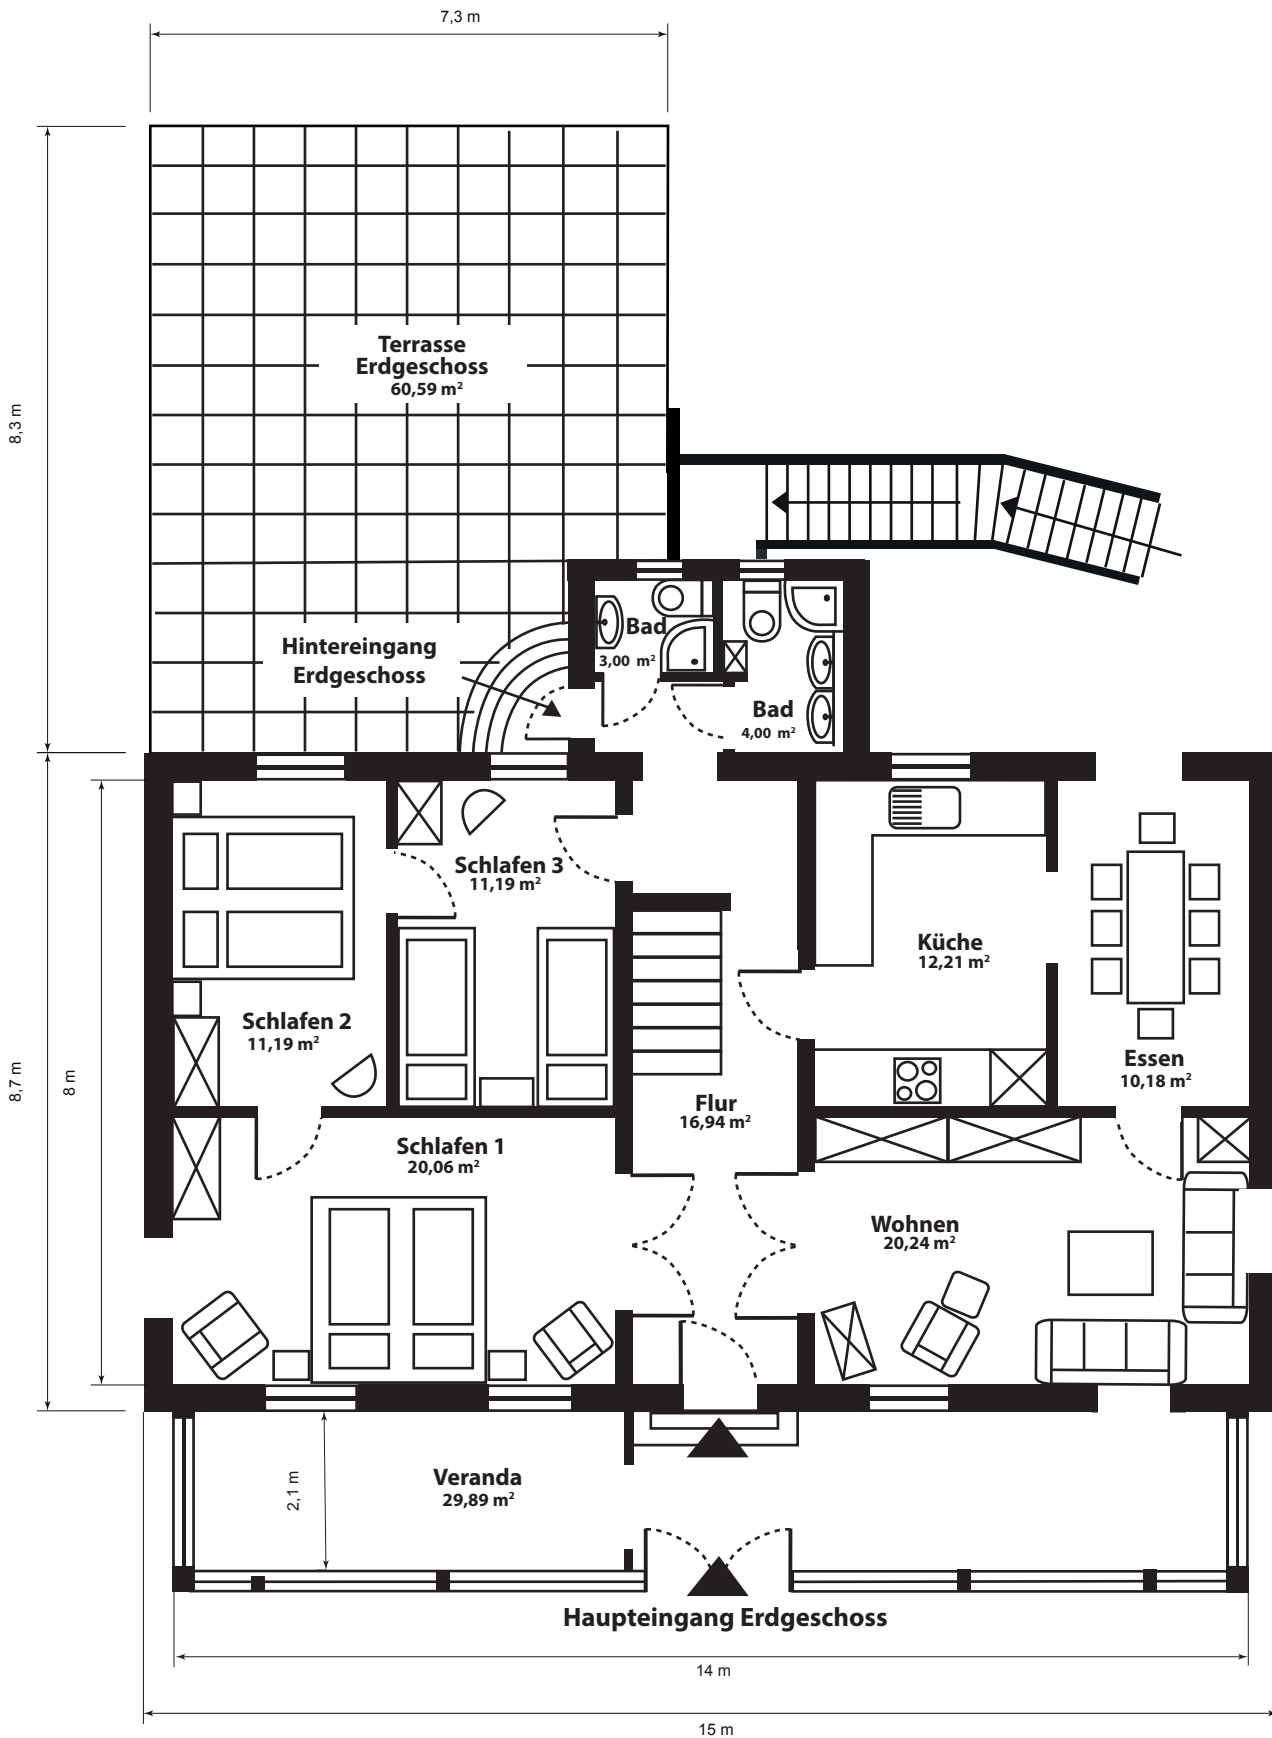 7,3 m
8,3 m
Terrasse
Erdgeschoss
60,59 m²
Hintereingang
Erdgeschoss
Bad
3,00 m²
Bad
4,00 m²
8,7 m
8 m
Schlafen 3
11,19 m²
Küche
12,21 m²
Schlafen 2
11,19 m²
Essen
10,18 m²
Flur
16,94 m²
Schlafen 1
20,06 m²
Wohnen
20,24 m²
2,1 m
Veranda
29,89 m²
Haupteingang Erdgeschoss
14 m
15 m